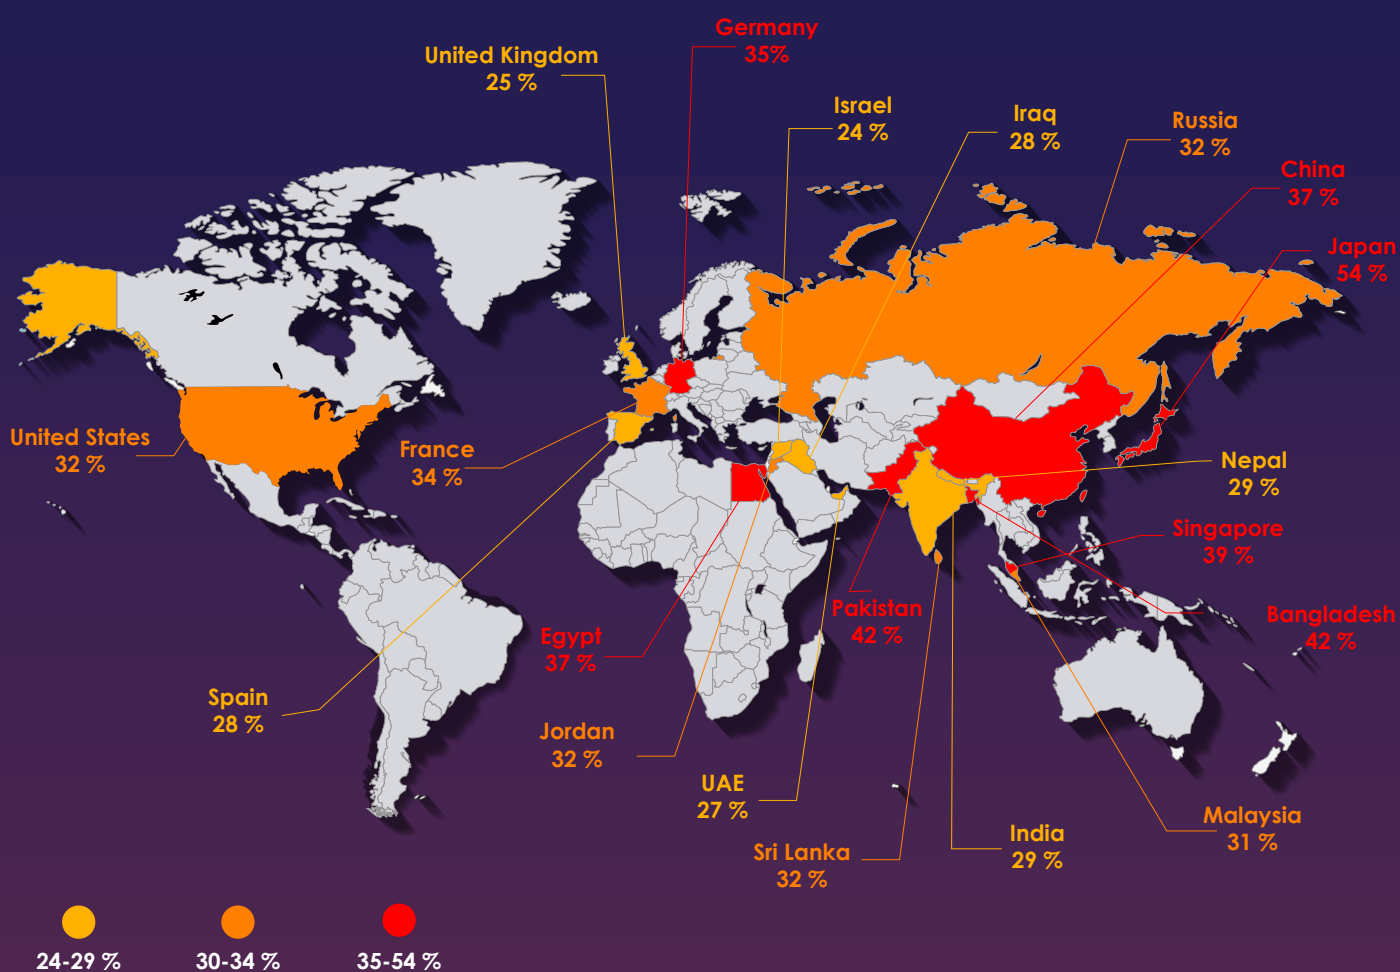 Germany
35%
United Kingdom
25 %
Israel
24 %
Iraq
28 %
Russia
32 %
China
37 %
Japan
54 %
United States
32 %
France
34 %
Nepal
29 %
Singapore
39 %
Pakistan
42 %
Bangladesh
42 %
Egypt
37 %
Spain
28 %
Jordan
32 %
UAE
27 %
Malaysia
31 %
India
29 %
Sri Lanka
32 %
24-29 %
30-34 %
35-54 %